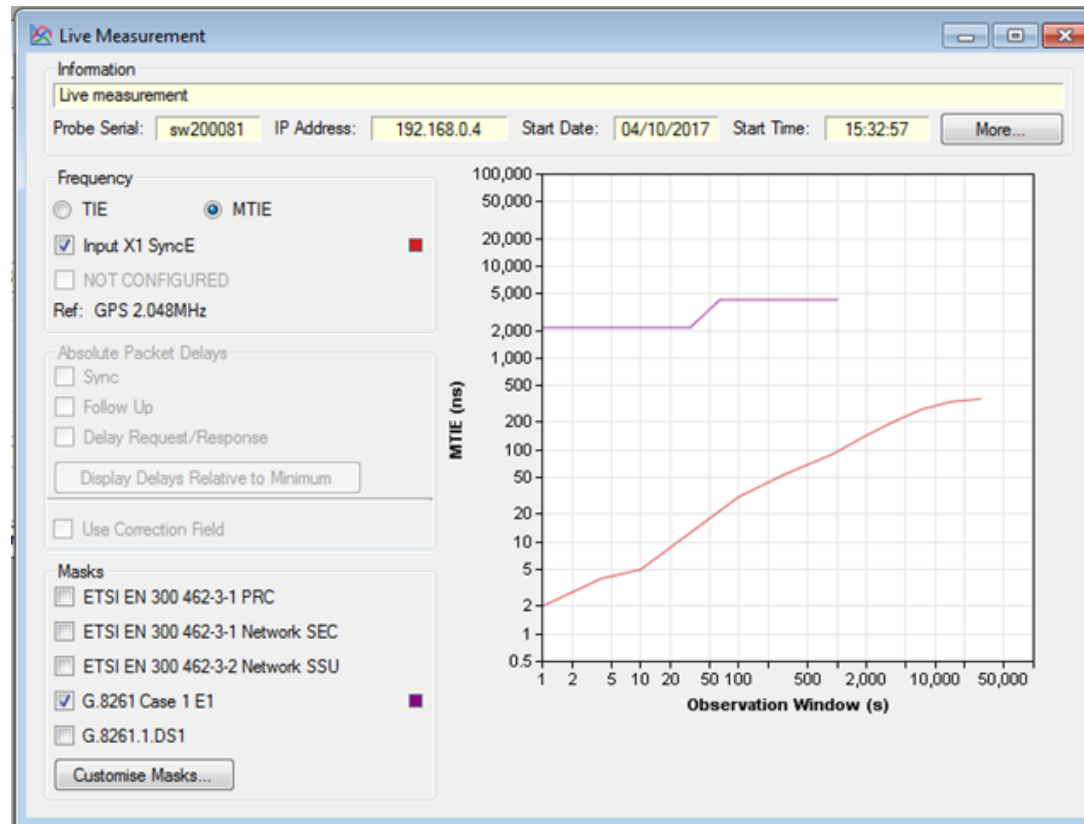 Live Measurement
Information
Live measurement
Probe Serial: sw200081 IP Address: 192.168.0.4 Start Date: 04/10/2017 Start Time: 15:32:57 More...
Frequency
TIE MTIE
Input X1 SyncE
NOT CONFIGURED
Ref: GPS 2.048MHz
Absolute Packet Delays
Sync
Follow Up
Delay Request/Response
Display Delays Relative to Minimum
Use Correction Field
Masks
ETSI EN 300 462-3-1 PRC
ETSI EN 300 462-3-1 Network SEC
ETSI EN 300 462-3-2 Network SSU
G.8261 Case 1 E1
G.8261.1.DS1
Customise Masks...
MTIE (ns)
100,000
50,000
20,000
10,000
5,000
2,000
1,000
500
200
100
50
20
10
5
2
1
0.5
1 2 5 10 20 50 100 500 2,000 10,000 50,000
Observation Window (s)